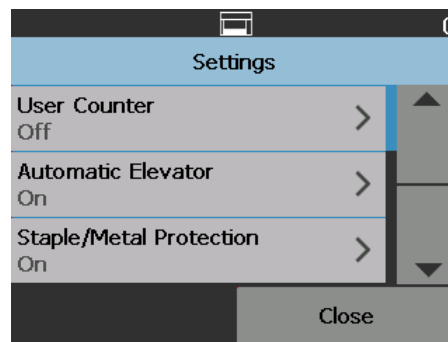 Settings
User Counter
Off
Automatic Elevator
On
Staple/Metal Protection
On
Close